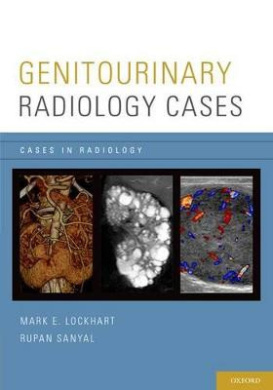 GENITOURINARY
RADIOLOGY CASES
CASES IN RADIOLOGY
MARK E. LOCKHART
RUPAN SANYAL
OXFORD